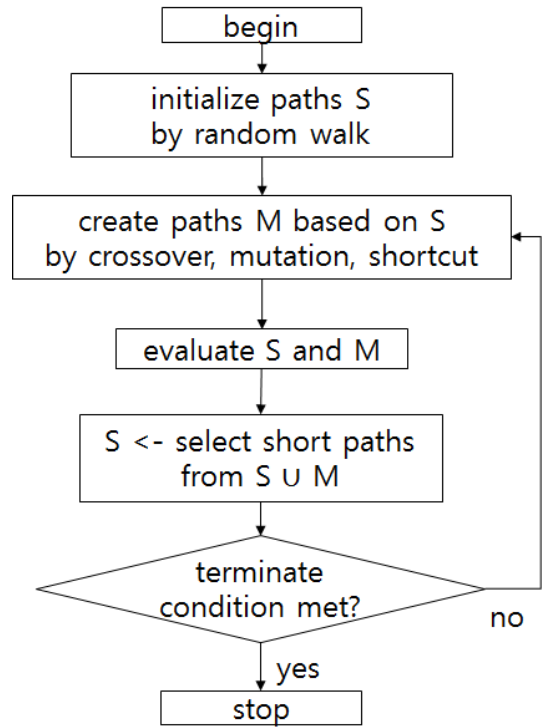 begin
initialize paths S
by random walk
create paths M based on S
by crossover, mutation, shortcut
evaluate S and M
S <- select short paths
from S ∪ M
terminate
condition met?
no
yes
stop